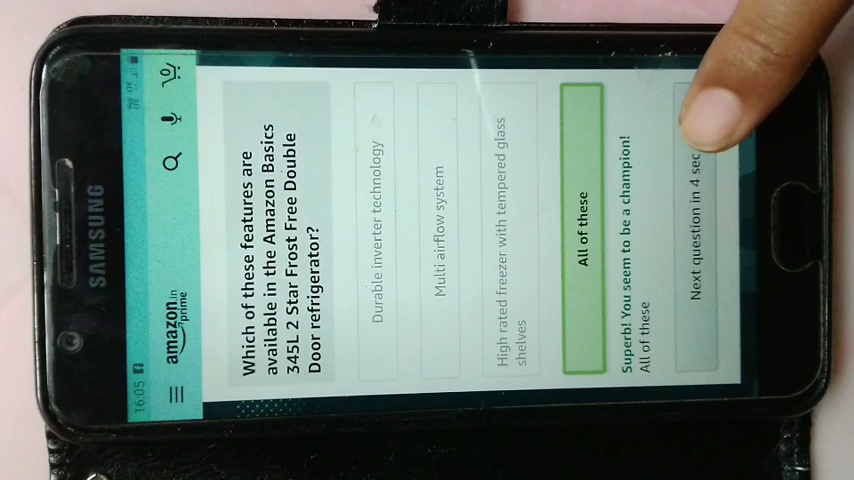 SAMSUNG
16:05
amazon.in
prime
Which of these features are
available in the Amazon Basics
345L 2 Star Frost Free Double
Door refrigerator?
Durable inverter technology
Multi airflow system
High rated freezer with tempered glass
shelves
All of these
Superb! You seem to be a champion!
All of these
Next question in 4 sec